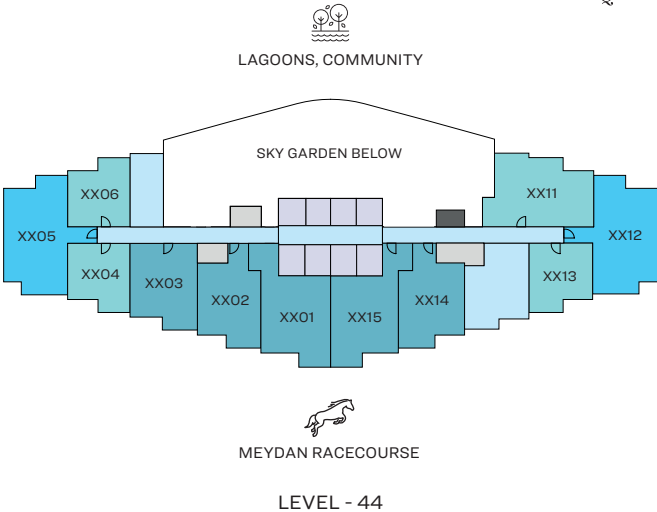 LAGOONS, COMMUNITY
SKY GARDEN BELOW
XX06
XX11
XX05
XX12
XX04
XX03
XX13
XX02
XX14
XX01
XX15
MEYDAN RACECOURSE
LEVEL - 44